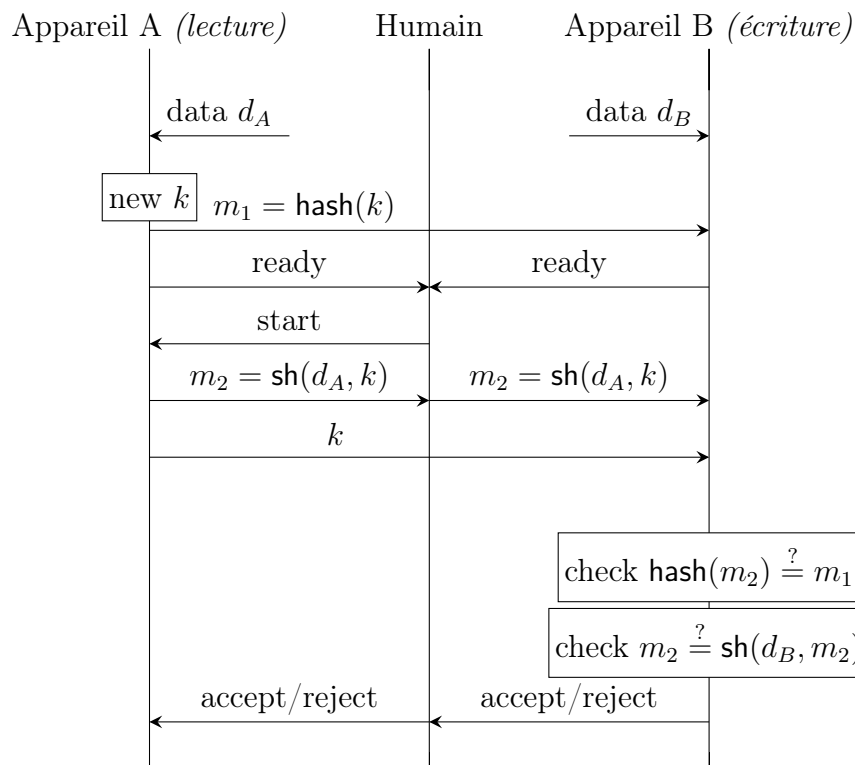 Appareil A (lecture) Humain Appareil B (écriture)
data d_A data d_B
new k
m_1 = hash(k)
ready ready
start
m_2 = sh(d_A, k) m_2 = sh(d_A, k)
k
check hash(m_2) ≟ m_1
check m_2 ≟ sh(d_B, m_2)
accept/reject accept/reject